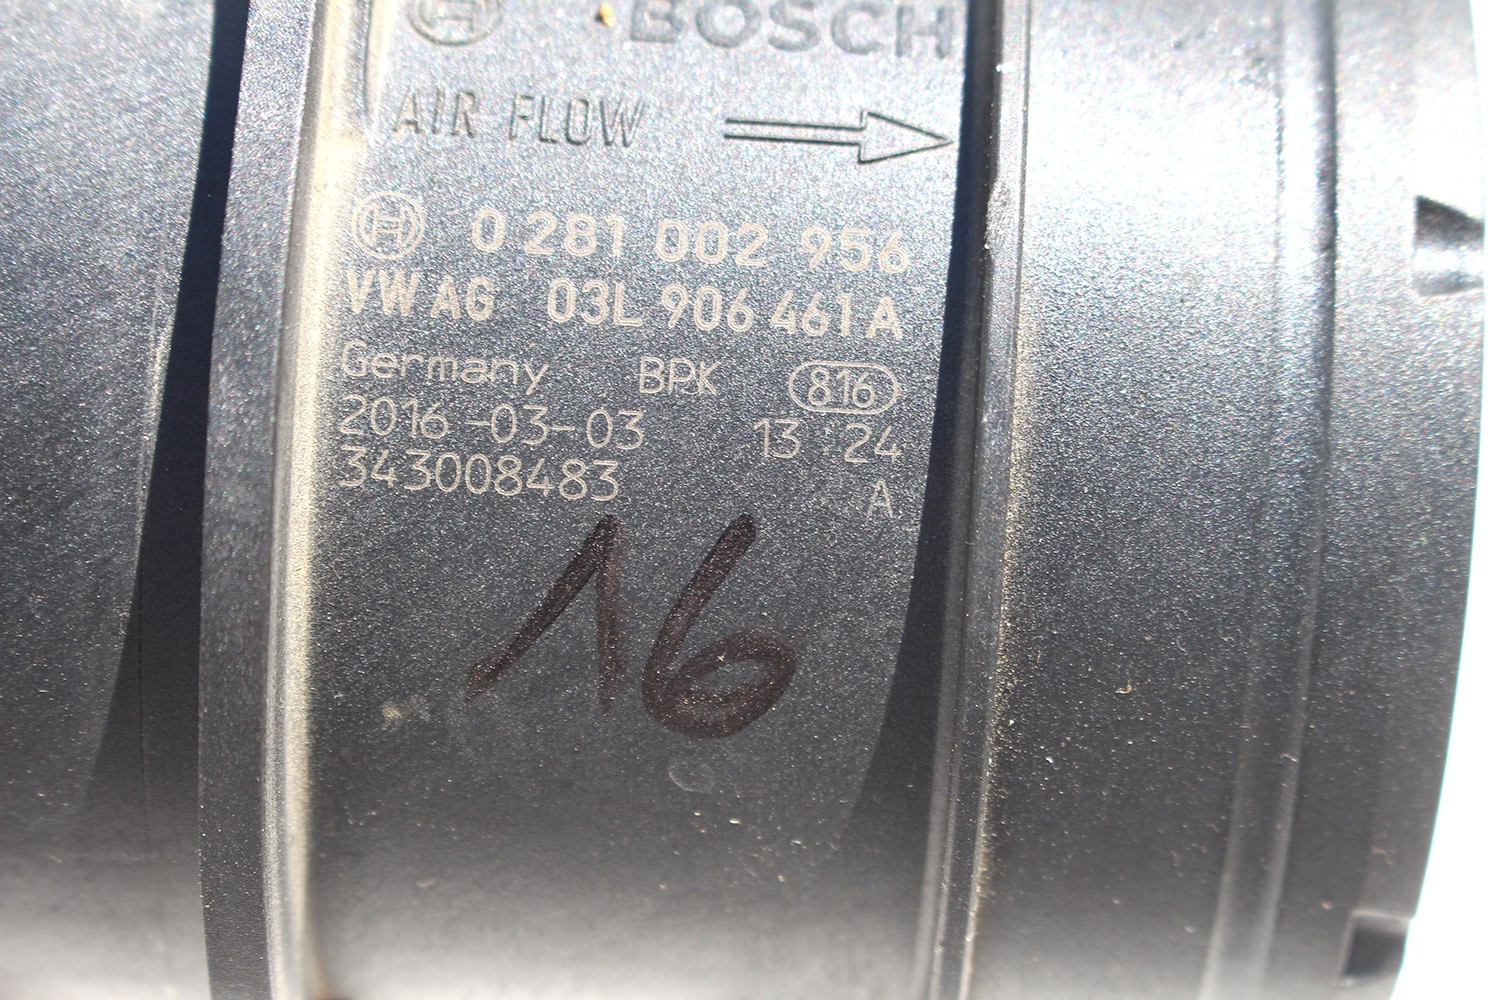 BOSCH
AIR FLOW
0 281 002 956
VW AG 03L 906 461 A
Germany BPK 816
2016-03-03 13:24
343008483 A
16